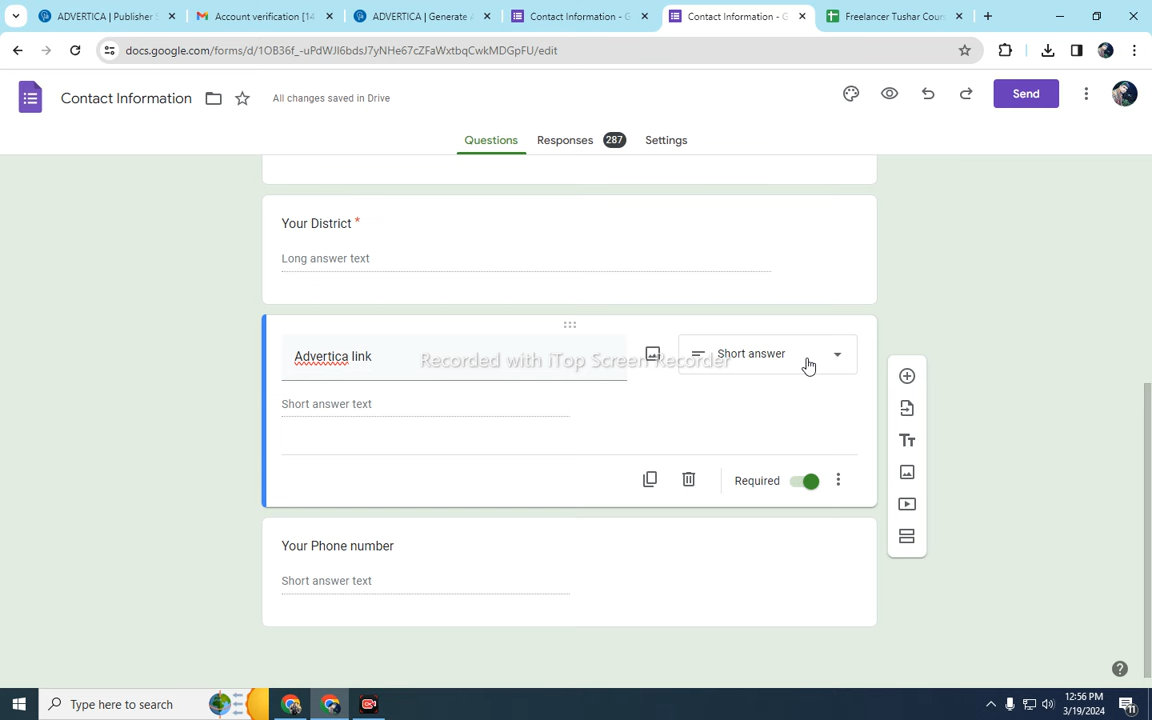 ADVERTICA | Publisher S
Account verification [14
ADVERTICA | Generate A
Contact Information - G
Contact Information - G
Freelancer Tushar Cour
docs.google.com/forms/d/1OB36f_-uPdWJl6bdsJ7yNHe67cZFaWxtbqCwkMDGpFU/edit
Contact Information
All changes saved in Drive
Send
Questions
Responses
287
Settings
Your District *
Long answer text
Advertica link
Short answer
Recorded with iTop Screen Recorder
Short answer text
Required
Your Phone number
Short answer text
Type here to search
12:56 PM
3/19/2024
11